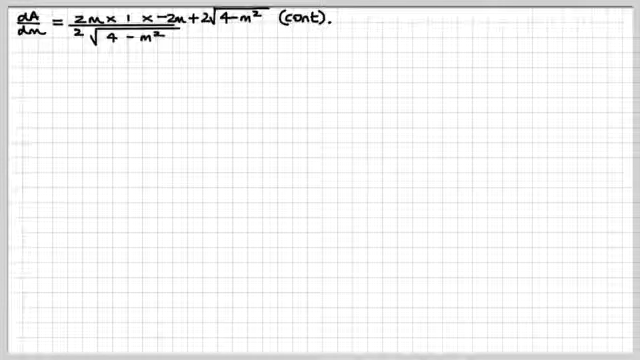 dA/dm = 2m × 1 × -2m + 2√(4-m²) (cont).
2√(4 - m²)